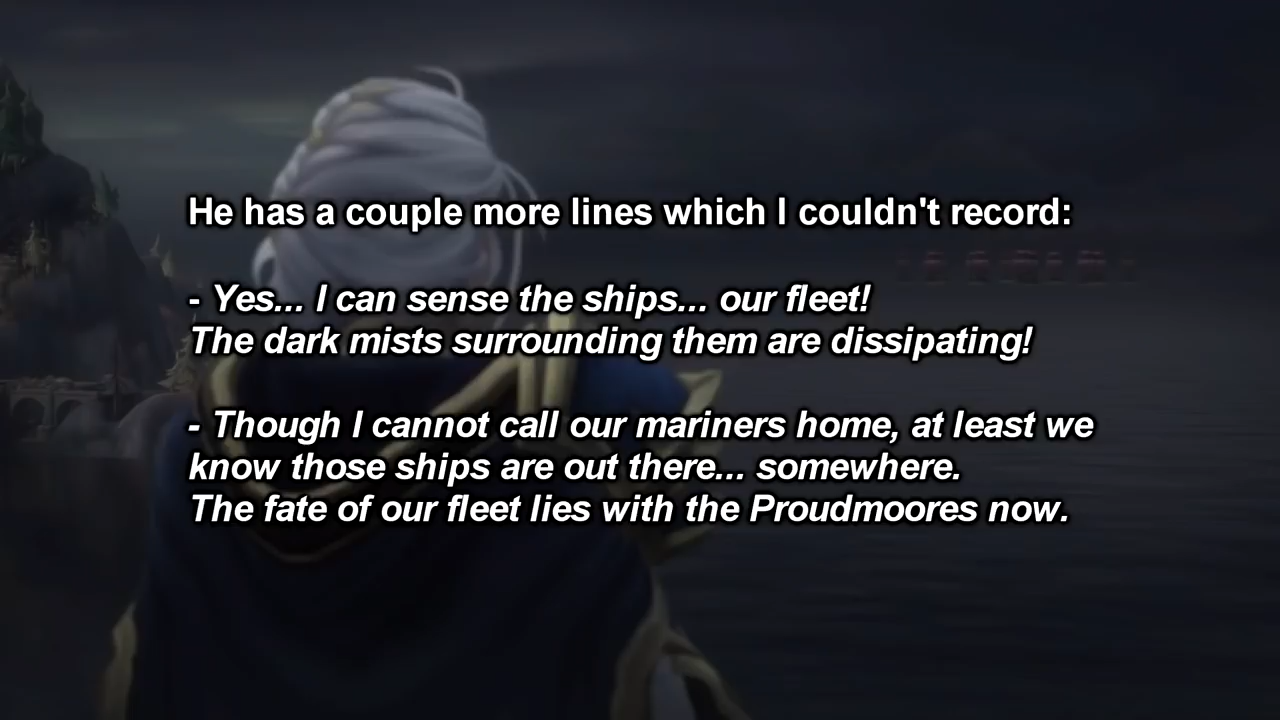 He has a couple more lines which I couldn't record:
- Yes... I can sense the ships... our fleet!
The dark mists surrounding them are dissipating!
- Though I cannot call our mariners home, at least we
know those ships are out there... somewhere.
The fate of our fleet lies with the Proudmoores now.